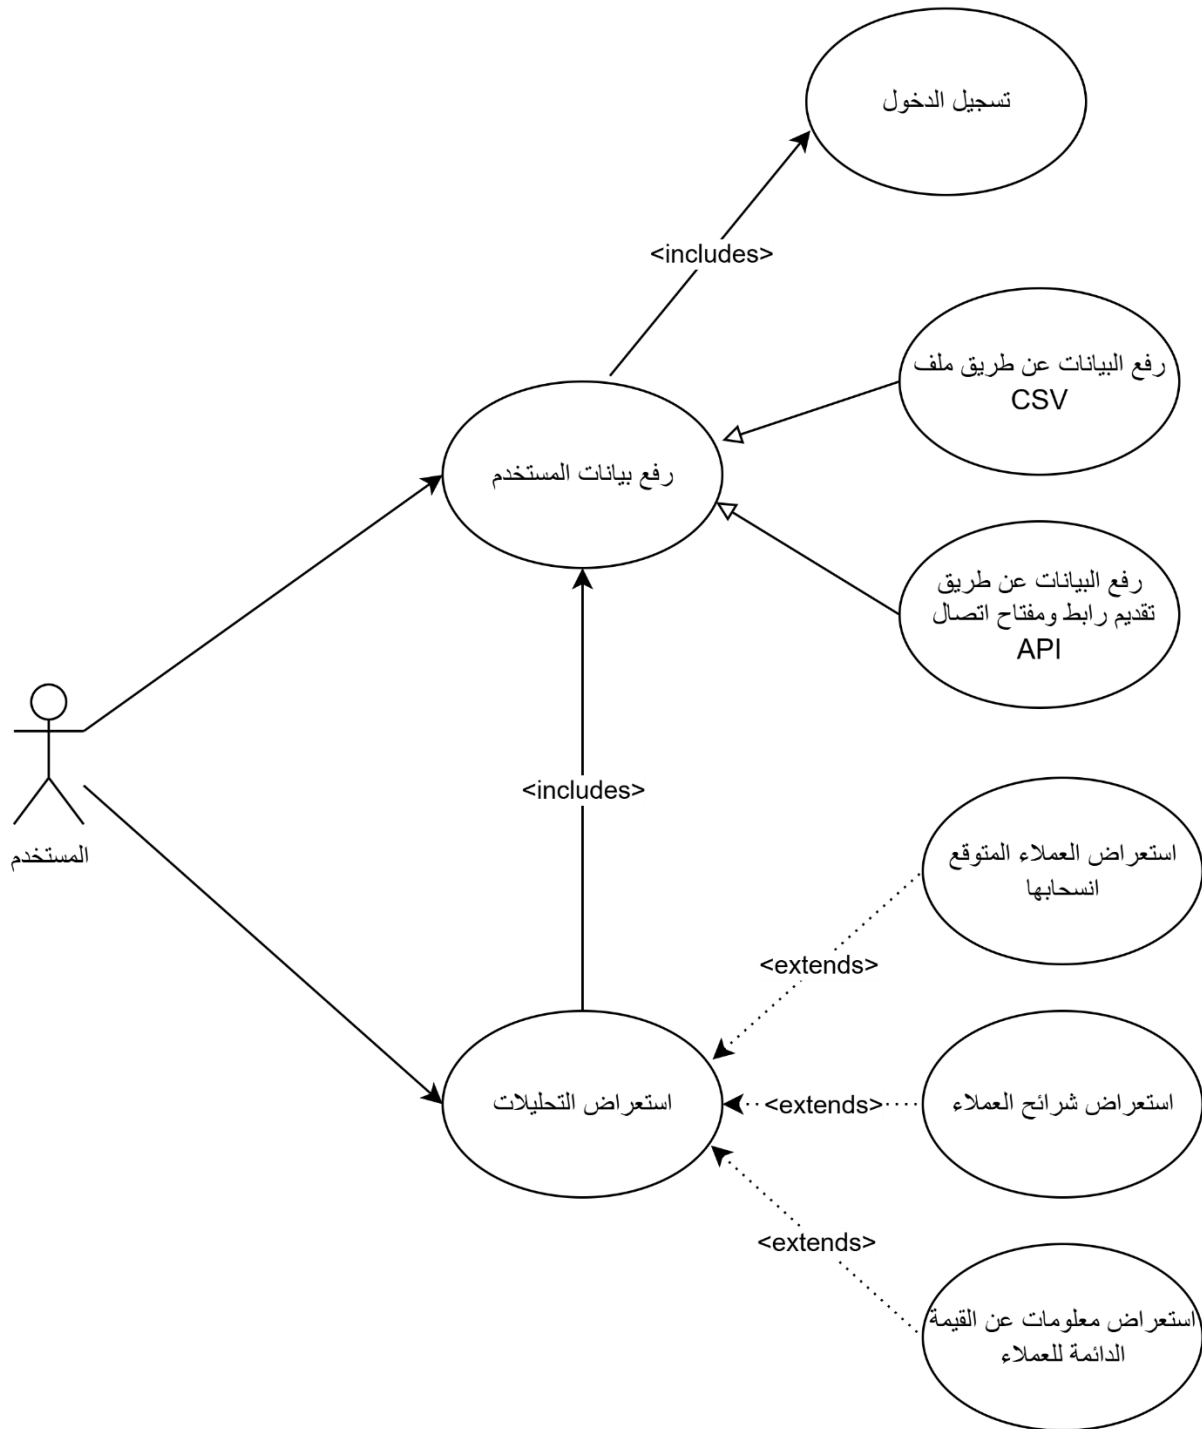 تسجيل الدخول
<includes>
رفع البيانات عن طريق ملف
CSV
رفع بيانات المستخدم
رفع البيانات عن طريق
تقديم رابط ومفتاح اتصال
API
<includes>
المستخدم
استعراض العملاء المتوقع
انسحابها
<extends>
استعراض التحليلات
<extends>
استعراض شرائح العملاء
<extends>
استعراض معلومات عن القيمة
الدائمة للعملاء